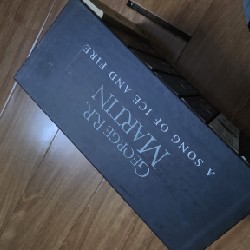 GEORGE R.R.
MARTIN
A SONG OF ICE AND FIRE